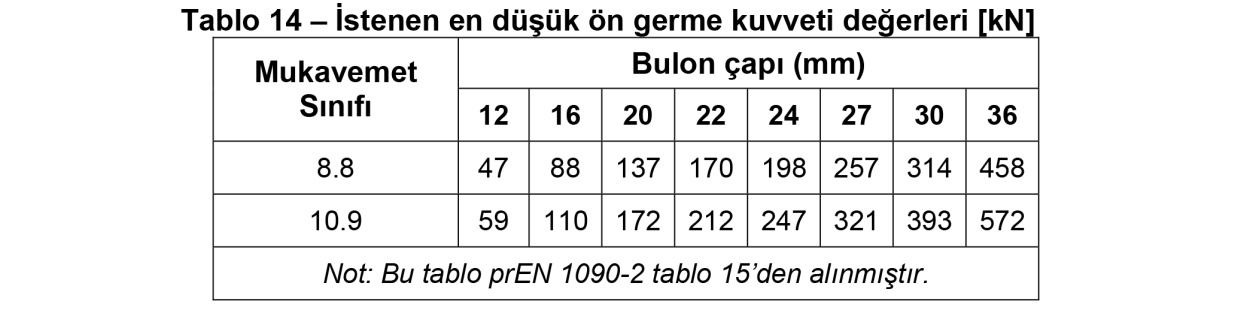 Tablo 14 – İstenen en düşük ön germe kuvveti değerleri [kN]
Mukavemet Sınıfı
Bulon çapı (mm)
12 16 20 22 24 27 30 36
8.8 47 88 137 170 198 257 314 458
10.9 59 110 172 212 247 321 393 572
Not: Bu tablo prEN 1090-2 tablo 15’den alınmıştır.